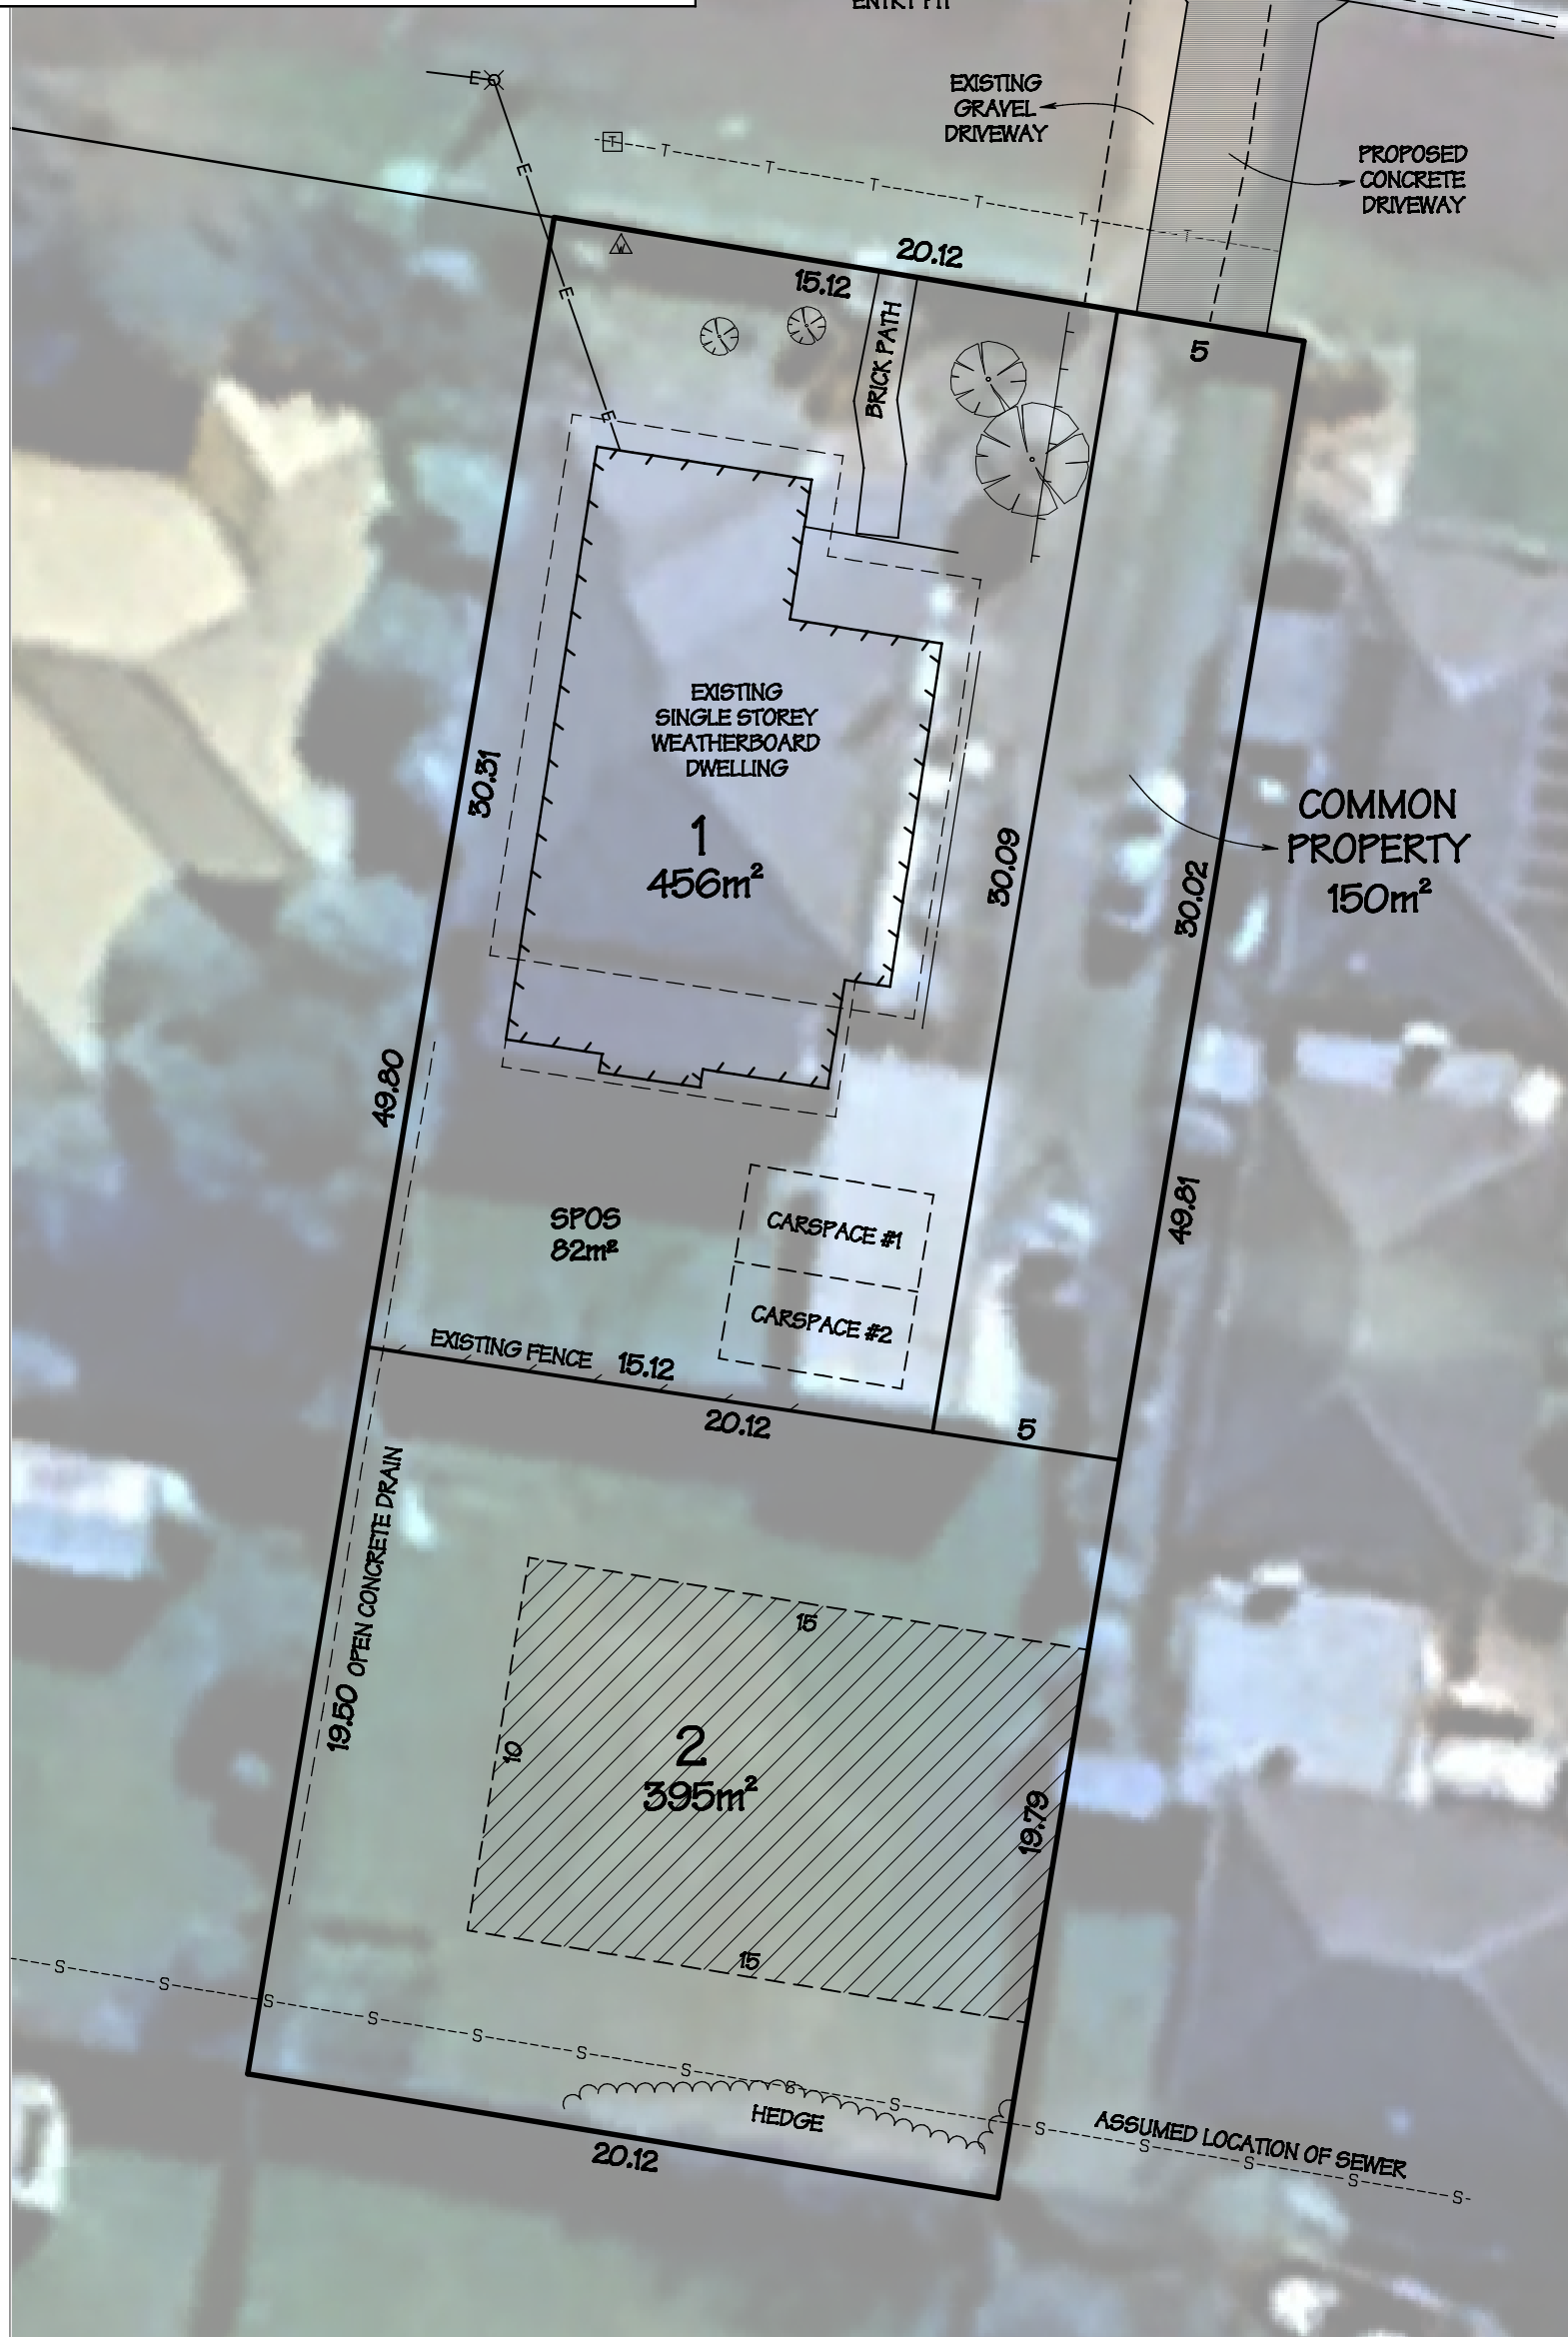 ENTRY PIT
EXISTING
GRAVEL
DRIVEWAY
PROPOSED
CONCRETE
DRIVEWAY
E
E
E
E
T
T
T
T
T
T
T
W
20.12
15.12
5
BRICK PATH
EXISTING
SINGLE STOREY
WEATHERBOARD
DWELLING
1
456m²
30.31
30.09
30.02
COMMON
PROPERTY
150m²
49.80
49.81
SPOS
82m²
CARSPACE #1
CARSPACE #2
EXISTING FENCE
15.12
20.12
5
19.50
OPEN CONCRETE DRAIN
15
10
2
395m²
19.79
15
S
S
S
S
S
S
S
S
S
S
S
S
S
S
HEDGE
ASSUMED LOCATION OF SEWER
20.12